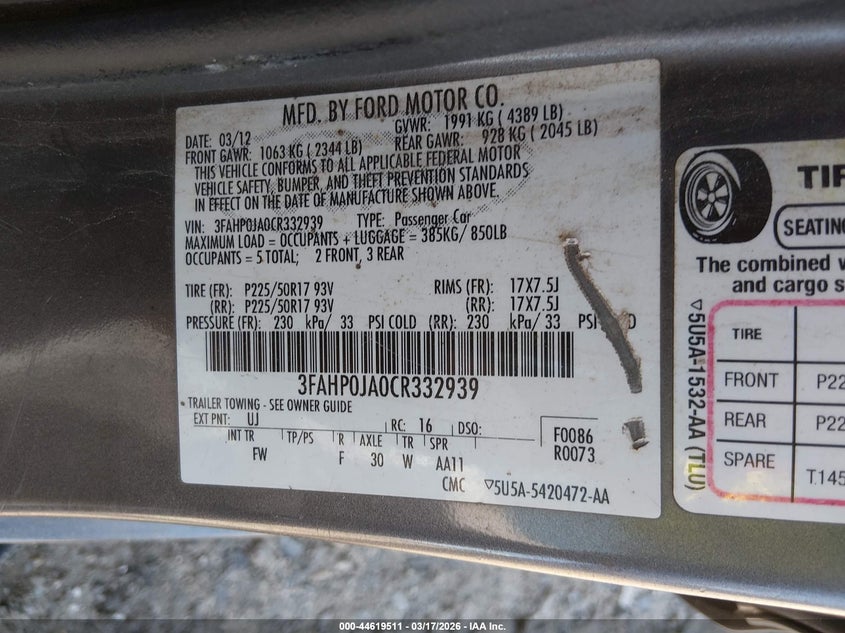 MFD. BY FORD MOTOR CO.
DATE: 03/12
GVWR: 1991 KG ( 4389 LB)
FRONT GAWR: 1063 KG ( 2344 LB)
REAR GAWR: 928 KG ( 2045 LB)
THIS VEHICLE CONFORMS TO ALL APPLICABLE FEDERAL MOTOR
VEHICLE SAFETY, BUMPER, AND THEFT PREVENTION STANDARDS
IN EFFECT ON THE DATE OF MANUFACTURE SHOWN ABOVE.
VIN: 3FAHP0JA0CR332939 TYPE: Passenger Car
MAXIMUM LOAD = OCCUPANTS + LUGGAGE = 385KG/ 850LB
OCCUPANTS = 5 TOTAL; 2 FRONT, 3 REAR
TIRE (FR): P225/50R17 93V RIMS (FR): 17X7.5J
(RR): P225/50R17 93V (RR): 17X7.5J
PRESSURE (FR): 230 kPa/ 33 PSI COLD (RR): 230 kPa/ 33 PSI COLD
3FAHP0JA0CR332939
TRAILER TOWING - SEE OWNER GUIDE
EXT PNT: UJ RC: 16 DSO:
INT TR TP/PS R AXLE TR SPR
FW F 30 W AA11
F0086
R0073
CMC ▽5U5A-5420472-AA
SEATING
The combined
and cargo
▽5U5A-1532-AA (TLU)
TIRE
FRONT
REAR
SPARE
000-44619511 — 03/17/2026 — IAA Inc.